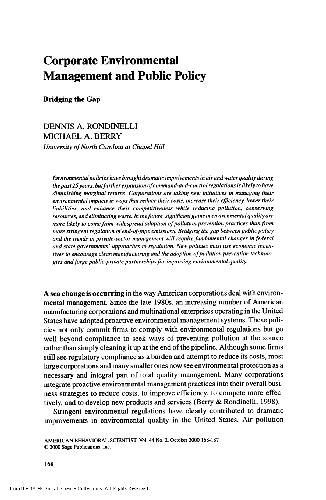 Corporate Environmental
Management and Public Policy
Bridging the Gap
DENNIS A. RONDINELLI
MICHAEL A. BERRY
University of North Carolina at Chapel Hill
Environmental policies have brought dramatic improvements in air and water quality during
the past 25 years, but further expansion of command-and-control regulations is likely to have
diminishing marginal returns. Corporations are taking new initiatives in managing their
environmental impacts in ways that reduce their costs, increase their efficiency, lower their
liabilities, and enhance their competitiveness while reducing pollution, conserving
resources, and eliminating waste. In the future, significant gains in environmental quality are
more likely to come from widespread adoption of pollution prevention practices than from
more stringent regulation of end-of-pipe emissions. Bridging the gap between public policy
and the trends in private-sector management will require fundamental changes in federal
and state governments' approaches to regulation. New policies must use economic incen-
tives to encourage clean manufacturing and the adoption of pollution prevention techniques
and forge public-private partnerships for improving environmental quality.
A sea change is occurring in the way American corporations deal with environ-
mental management. Since the late 1980s, an increasing number of American
manufacturing corporations and multinational enterprises operating in the United
States have adopted proactive environmental management systems. These poli-
cies not only commit firms to comply with environmental regulations but go
well beyond compliance to seek ways of preventing pollution at the source
rather than simply cleaning it up at the end of the pipeline. Although some firms
still see regulatory compliance as a burden and attempt to reduce its costs, most
large corporations and many smaller ones now see environmental protection as a
necessary and integral part of total quality management. Many corporations
integrate proactive environmental management practices into their overall busi-
ness strategies to reduce costs, to improve efficiency, to compete more effec-
tively, and to develop new products and services (Berry & Rondinelli, 1998).
Stringent environmental regulations have clearly contributed to dramatic
improvements in environmental quality in the United States. Air pollution
AMERICAN BEHAVIORAL SCIENTIST, Vol. 44 No. 2, October 2000 168-187
© 2000 Sage Publications, Inc.
168